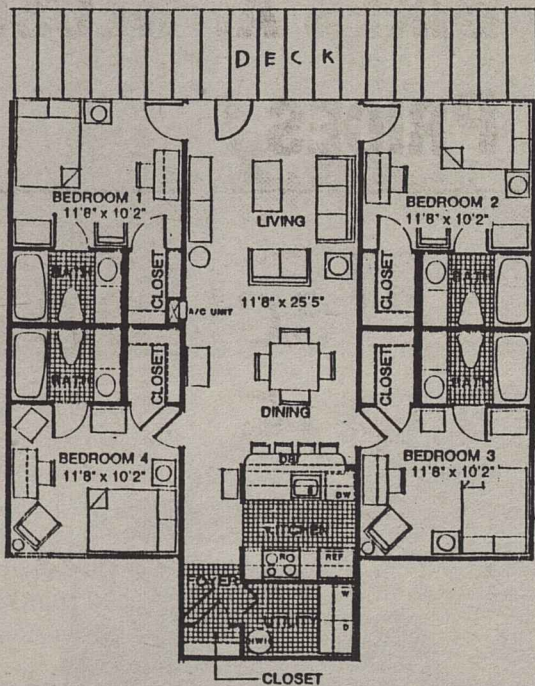 DECK
BEDROOM 1
11'8" x 10'2"
BEDROOM 2
11'8" x 10'2"
LIVING
BATH
CLOSET
A/C UNIT
11'8" x 25'5"
CLOSET
BATH
BATH
CLOSET
CLOSET
BATH
DINING
BEDROOM 4
11'8" x 10'2"
BEDROOM 3
11'8" x 10'2"
DW
KITCHEN
R
REF
FOYER
UTILITY
W
D
HWH
CLOSET